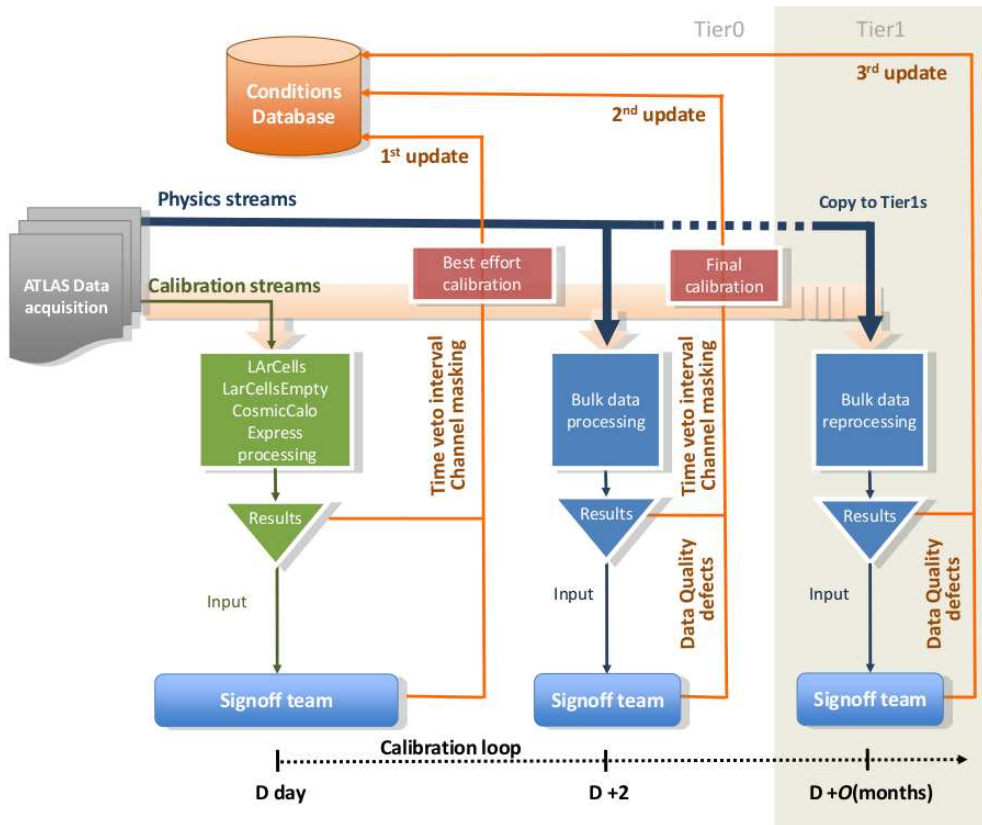 Tier0
Tier1
Conditions
Database
3rd update
2nd update
1st update
Physics streams
Copy to Tier1s
ATLAS Data
acquisition
Calibration streams
Best effort
calibration
Final
calibration
LArCells
LarCellsEmpty
CosmicCalo
Express
processing
Time veto interval
Channel masking
Bulk data
processing
Time veto interval
Channel masking
Bulk data
reprocessing
Results
Results
Results
Input
Input
Data Quality
defects
Input
Data Quality
defects
Signoff team
Signoff team
Signoff team
Calibration loop
D day
D +2
D +O(months)